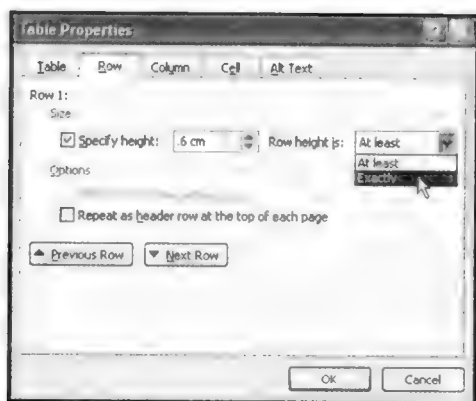 Table Properties
Table Row Column Cell Alt Text
Row 1:
Size
Specify height: .6 cm Row height is: At least
At least
Exactly
Options
Repeat as header row at the top of each page
Previous Row Next Row
OK Cancel